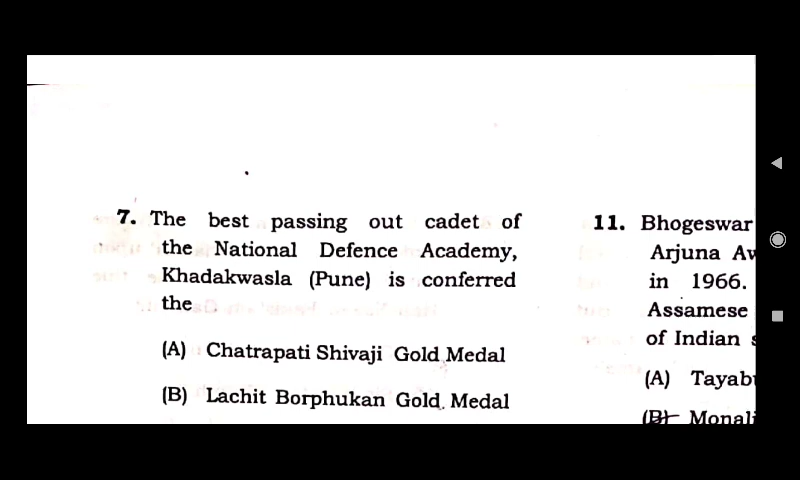 7. The best passing out cadet of
the National Defence Academy,
Khadakwasla (Pune) is conferred
the
(A) Chatrapati Shivaji Gold Medal
(B) Lachit Borphukan Gold Medal
11. Bhogeswar
Arjuna
in 1966.
Assamese
of Indian
(A)
(B)